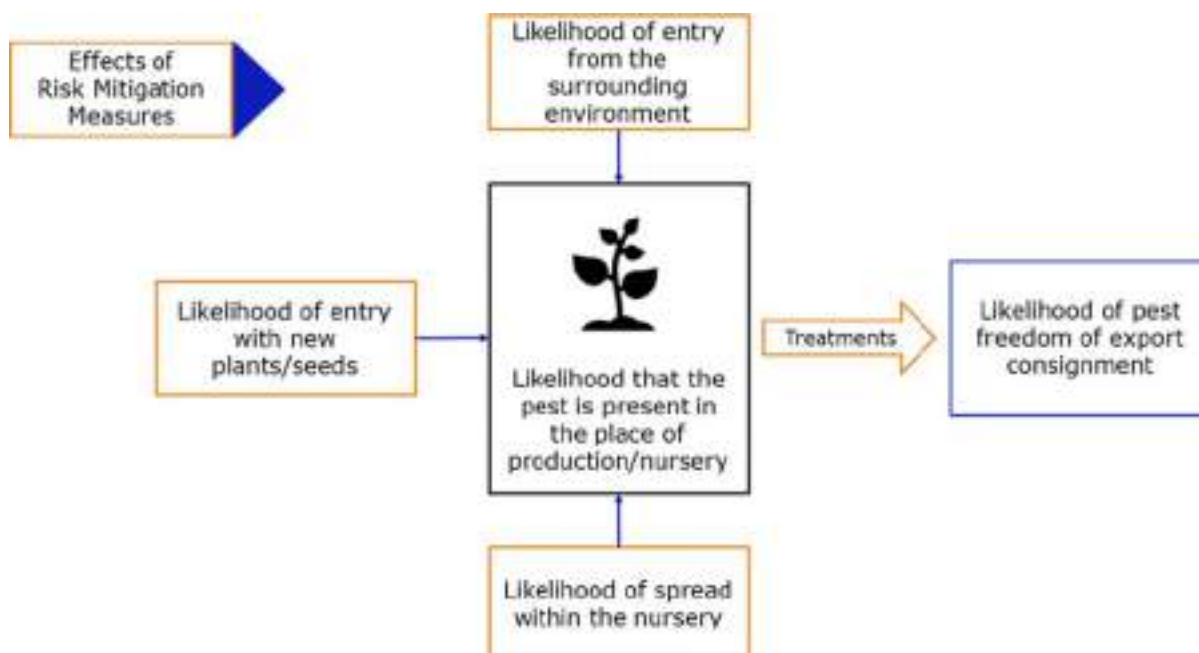 Effects of
Risk Mitigation
Measures
Likelihood of entry
from the
surrounding
environment
Likelihood of entry
with new
plants/seeds
Likelihood that the
pest is present in
the place of
production/nursery
Treatments
Likelihood of pest
freedom of export
consignment
Likelihood of spread
within the nursery